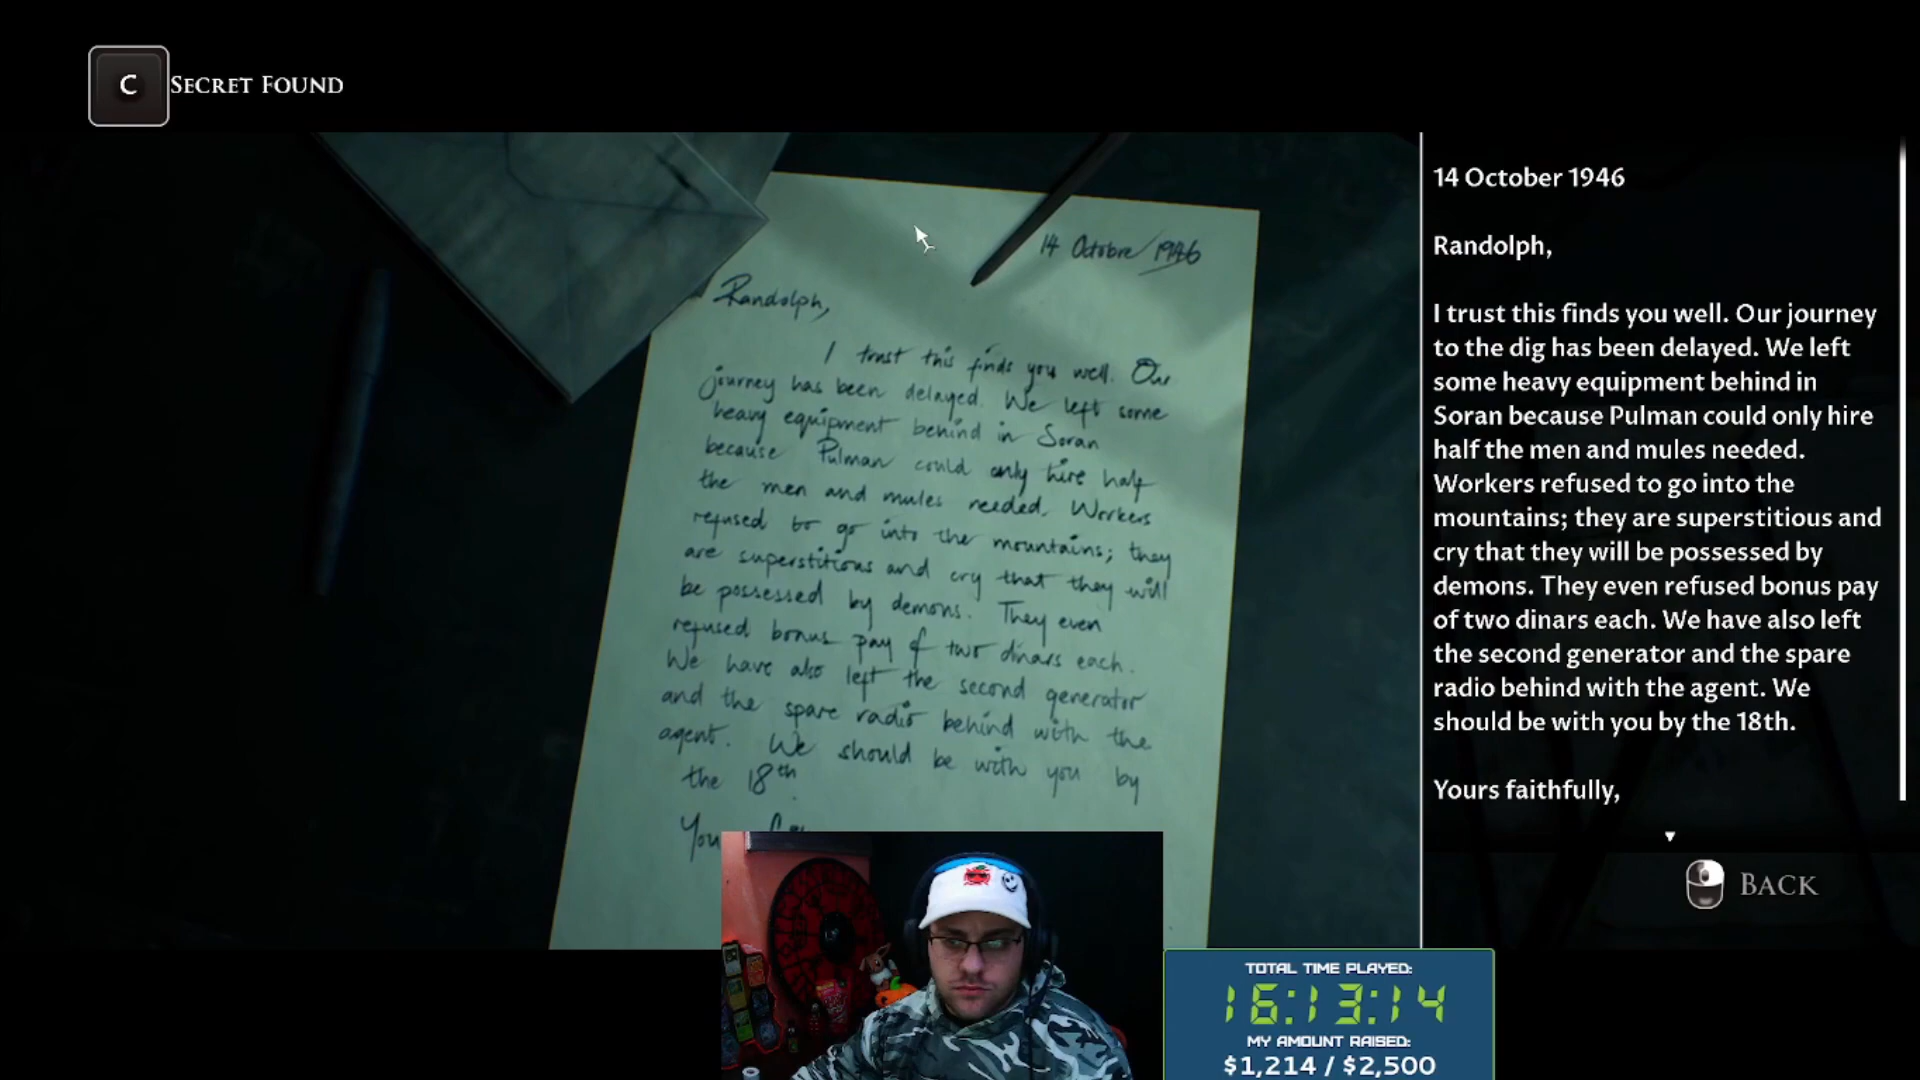 C SECRET FOUND
14 Octobre/1946
Randolph,
I trust this finds you well. Our
journey has been delayed. We left some
heavy equipment behind in Soran
because Pulman could only hire half
the men and mules needed. Workers
refused to go into the mountains; they
are superstitious and cry that they will
be possessed by demons. They even
refused bonus pay of two dinars each.
We have also left the second generator
and the spare radio behind with the
agent. We should be with you by
the 18th.
14 October 1946
Randolph,
I trust this finds you well. Our journey
to the dig has been delayed. We left
some heavy equipment behind in
Soran because Pulman could only hire
half the men and mules needed.
Workers refused to go into the
mountains; they are superstitious and
cry that they will be possessed by
demons. They even refused bonus pay
of two dinars each. We have also left
the second generator and the spare
radio behind with the agent. We
should be with you by the 18th.
Yours faithfully,
BACK
TOTAL TIME PLAYED:
16:13:14
MY AMOUNT RAISED:
$1,214 / $2,500